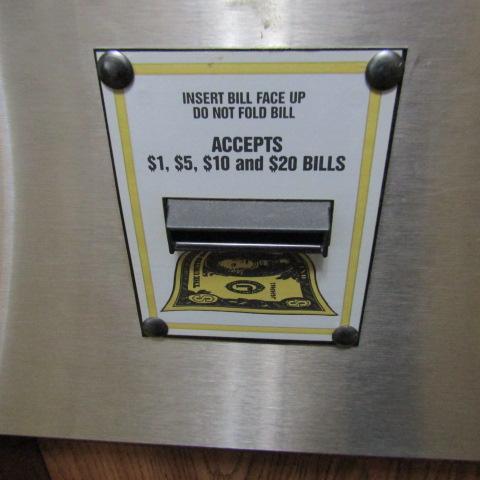 INSERT BILL FACE UP
DO NOT FOLD BILL
ACCEPTS
$1, $5, $10 and $20 BILLS